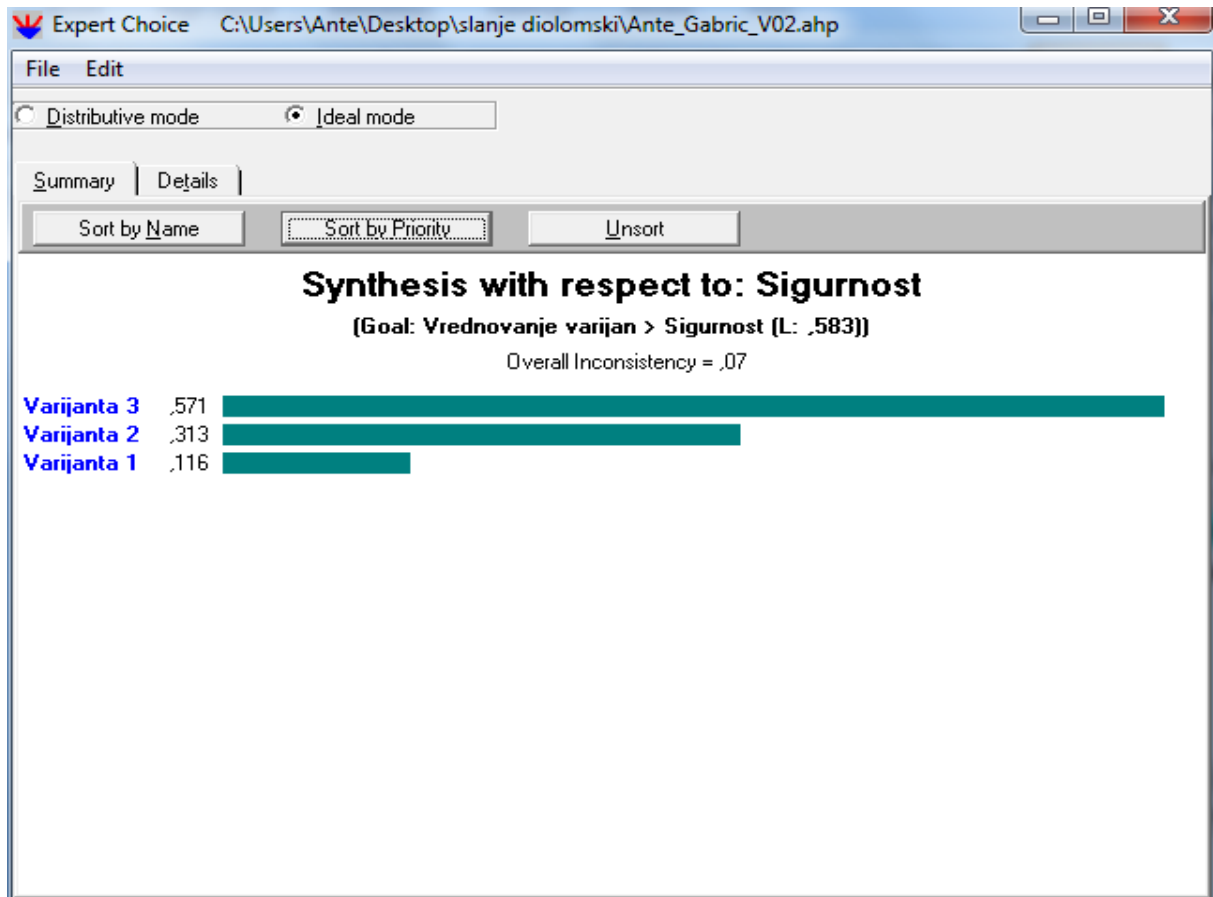 Expert Choice C:\Users\Ante\Desktop\slanje diolomski\Ante_Gabric_V02.ahp
File Edit
Distributive mode Ideal mode
Summary Details
Sort by Name Sort by Priority Unsort
Synthesis with respect to: Sigurnost
(Goal: Vrednovanje varijan > Sigurnost (L: ,583))
Overall Inconsistency = ,07
Varijanta 3 ,571
Varijanta 2 ,313
Varijanta 1 ,116